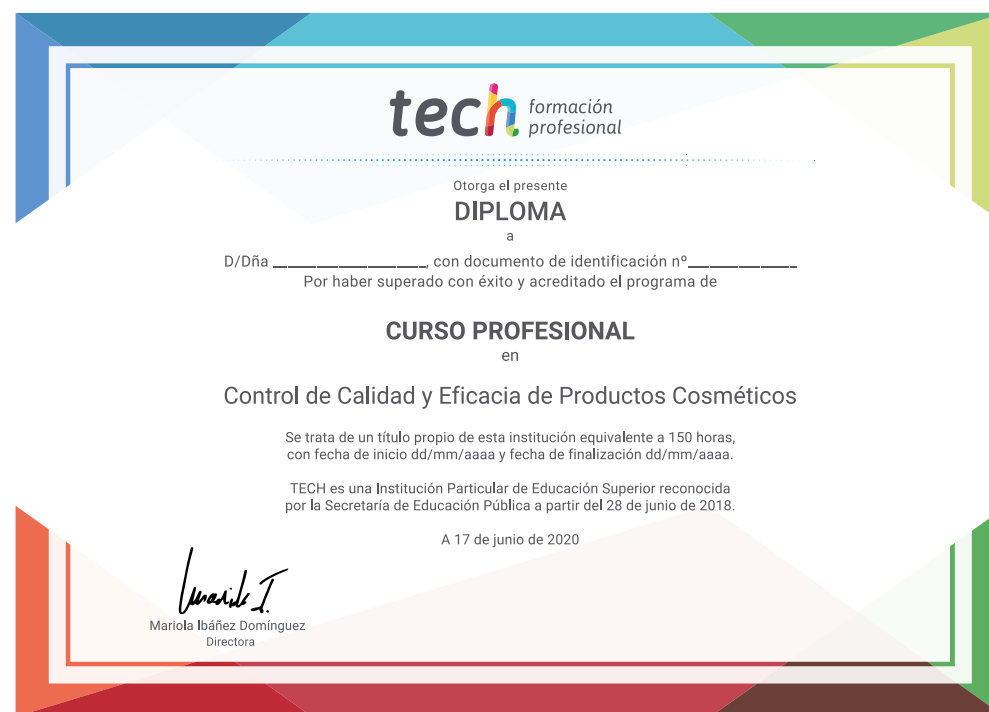 tech formación
profesional
Otorga el presente
DIPLOMA
a
D/Dña ____________________, con documento de identificación nº______________
Por haber superado con éxito y acreditado el programa de
CURSO PROFESIONAL
en
Control de Calidad y Eficacia de Productos Cosméticos
Se trata de un título propio de esta institución equivalente a 150 horas,
con fecha de inicio dd/mm/aaaa y fecha de finalización dd/mm/aaaa.
TECH es una Institución Particular de Educación Superior reconocida
por la Secretaría de Educación Pública a partir del 28 de junio de 2018.
A 17 de junio de 2020
Mariola Ibáñez Domínguez
Directora